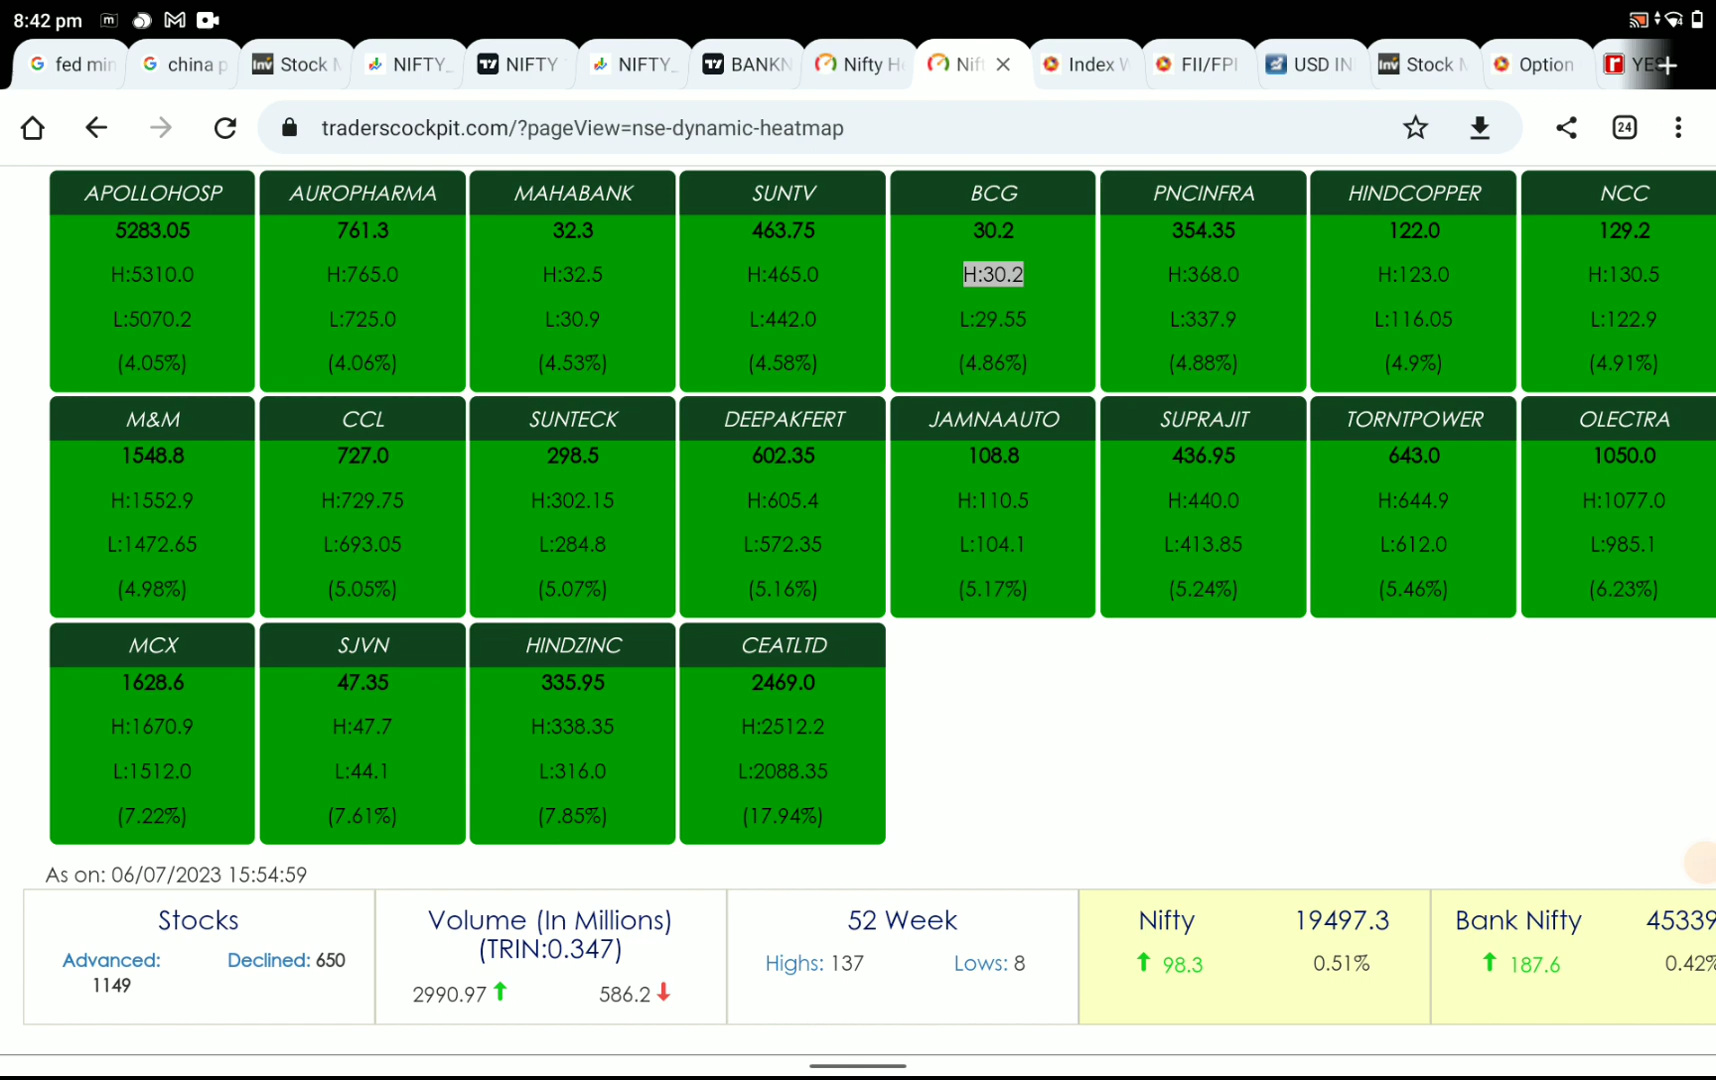 8:42 pm
fed min
china p
Stock M
NIFTY_
NIFTY
NIFTY_
BANKN
Nifty He
Nift
Index W
FII/FPI
USD IN
Stock M
Option
YES
traderscockpit.com/?pageView=nse-dynamic-heatmap
24
APOLLOHOSP AUROPHARMA MAHABANK SUNTV BCG PNCINFRA HINDCOPPER NCC
5283.05 761.3 32.3 463.75 30.2 354.35 122.0 129.2
H:5310.0 H:765.0 H:32.5 H:465.0 H:30.2 H:368.0 H:123.0 H:130.5
L:5070.2 L:725.0 L:30.9 L:442.0 L:29.55 L:337.9 L:116.05 L:122.9
(4.05%) (4.06%) (4.53%) (4.58%) (4.86%) (4.88%) (4.9%) (4.91%)
M&M CCL SUNTECK DEEPAKFERT JAMNAAUTO SUPRAJIT TORNTPOWER OLECTRA
1548.8 727.0 298.5 602.35 108.8 436.95 643.0 1050.0
H:1552.9 H:729.75 H:302.15 H:605.4 H:110.5 H:440.0 H:644.9 H:1077.0
L:1472.65 L:693.05 L:284.8 L:572.35 L:104.1 L:413.85 L:612.0 L:985.1
(4.98%) (5.05%) (5.07%) (5.16%) (5.17%) (5.24%) (5.46%) (6.23%)
MCX SJVN HINDZINC CEATLTD
1628.6 47.35 335.95 2469.0
H:1670.9 H:47.7 H:338.35 H:2512.2
L:1512.0 L:44.1 L:316.0 L:2088.35
(7.22%) (7.61%) (7.85%) (17.94%)
As on: 06/07/2023 15:54:59
Stocks
Advanced: 1149
Declined: 650
Volume (In Millions)
(TRIN:0.347)
2990.97 586.2
52 Week
Highs: 137 Lows: 8
Nifty 19497.3
98.3 0.51%
Bank Nifty 45339
187.6 0.42%